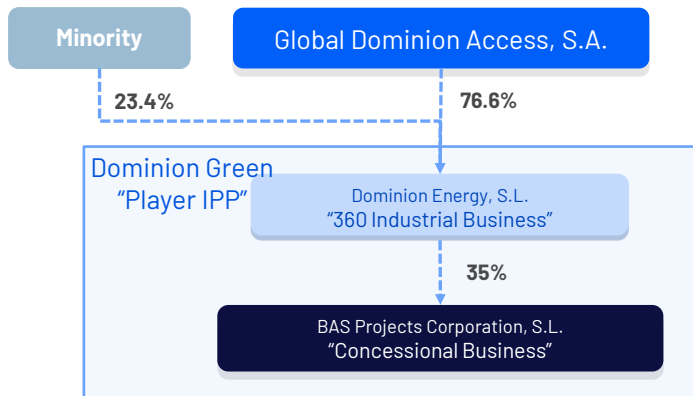 Minority
Global Dominion Access, S.A.
23.4%
76.6%
Dominion Green
“Player IPP”
Dominion Energy, S.L.
“360 Industrial Business”
35%
BAS Projects Corporation, S.L.
“Concessional Business”